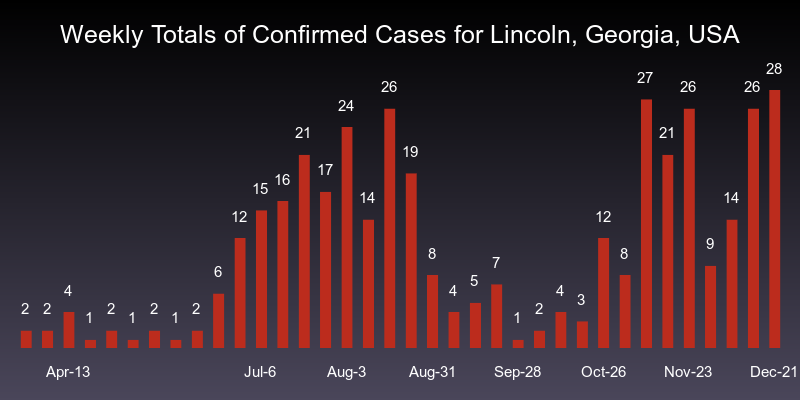 Weekly Totals of Confirmed Cases for Lincoln, Georgia, USA
2 2 4 1 2 1 2 1 2 6 12 15 16 21 17 24 14 26 19 8 4 5 7 1 2 4 3 12 8 27 21 26 9 14 26 28
Apr-13 Jul-6 Aug-3 Aug-31 Sep-28 Oct-26 Nov-23 Dec-21